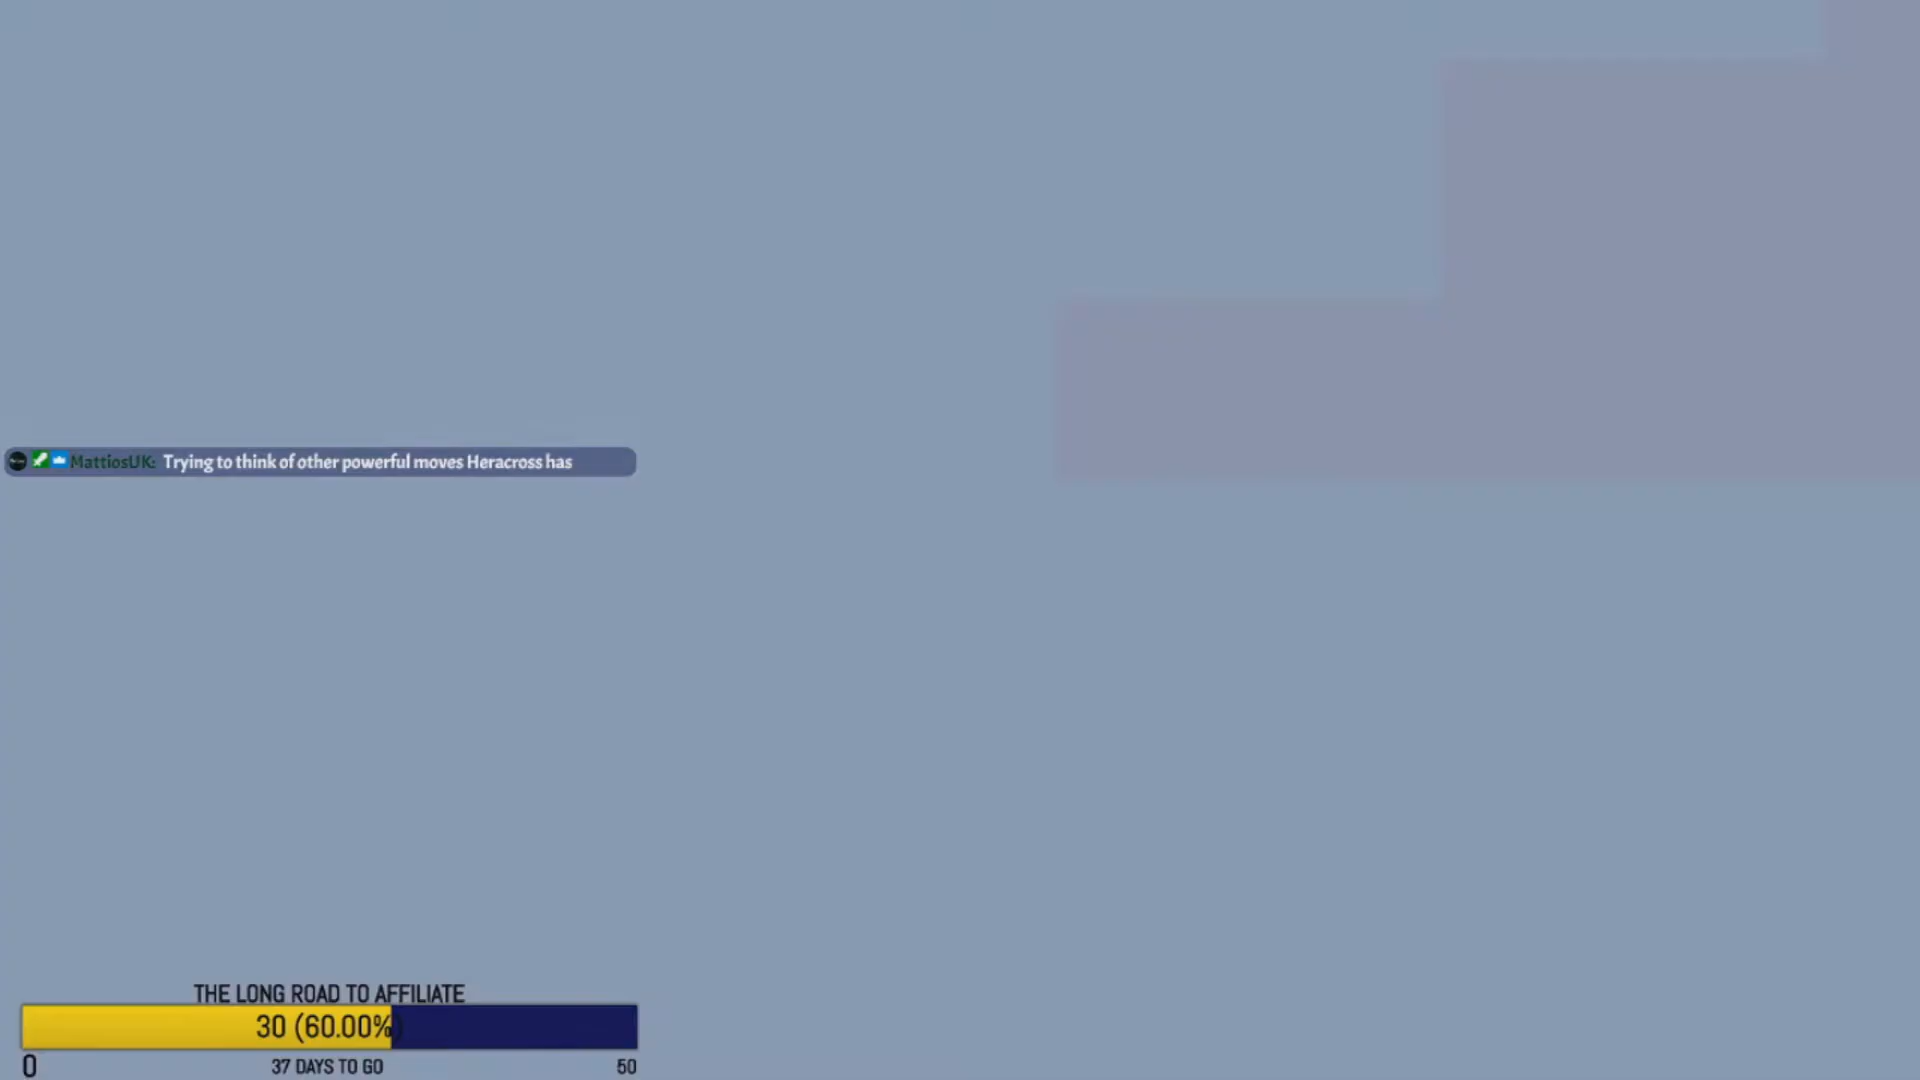 MattiosUK: Trying to think of other powerful moves Heracross has
THE LONG ROAD TO AFFILIATE
30 (60.00%)
0
37 DAYS TO GO
50